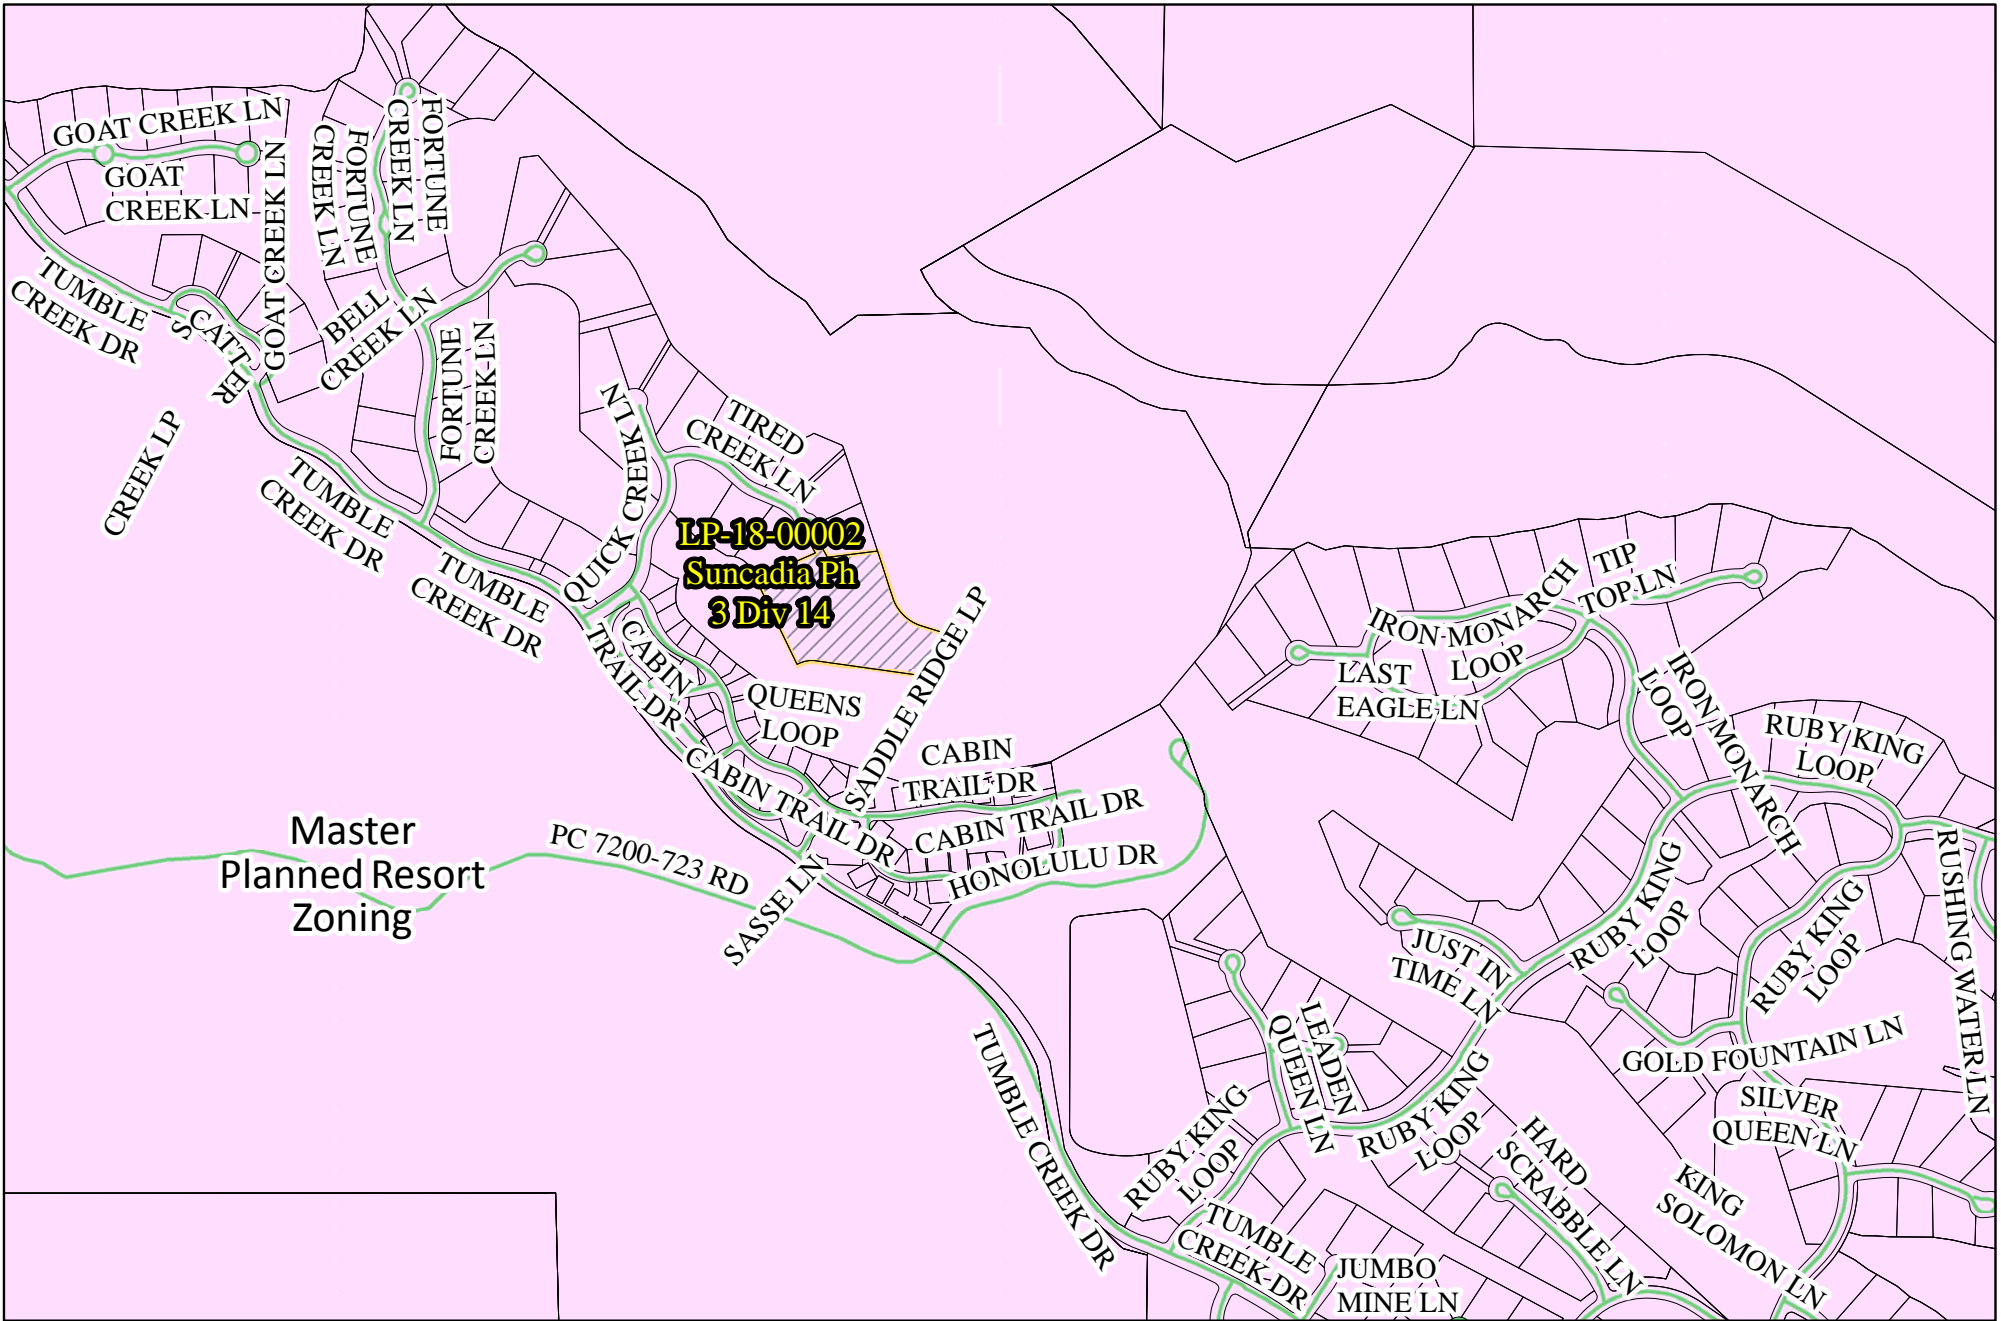 GOAT CREEK LN
GOAT
CREEK LN
GOAT CREEK LN
FORTUNE
CREEK LN
FORTUNE
CREEK LN
TUMBLE
CREEK DR
CATT
ER
S
CREEK LP
BELL
CREEK LN
FORTUNE
CREEK LN
TUMBLE
CREEK DR
QUICK CREEK LN
TIRED
CREEK LN
QUICK CREEK LN
TUMBLE
CREEK DR
LP-18-00002
Suncadia Ph
3 Div 14
SADDLE RIDGE LP
CABIN
TRAIL DR
QUEENS
LOOP
CABIN TRAIL DR
CABIN
TRAIL DR
CABIN TRAIL DR
HONOLULU DR
SASSE LN
PC 7200-723 RD
Master
Planned Resort
Zoning
IRON MONARCH
LOOP
TIP
TOP LN
LAST
EAGLE LN
IRON MONARCH
LOOP
RUBY KING
LOOP
RUBY KING
LOOP
RUBY KING
LOOP
RUSHING WATER LN
JUST IN
TIME LN
GOLD FOUNTAIN LN
SILVER
QUEEN LN
LEADEN
QUEEN LN
RUBY KING
LOOP
RUBY KING
LOOP
TUMBLE CREEK DR
TUMBLE
CREEK DR
HARD
SCRABBLE LN
KING
SOLOMON LN
JUMBO
MINE LN